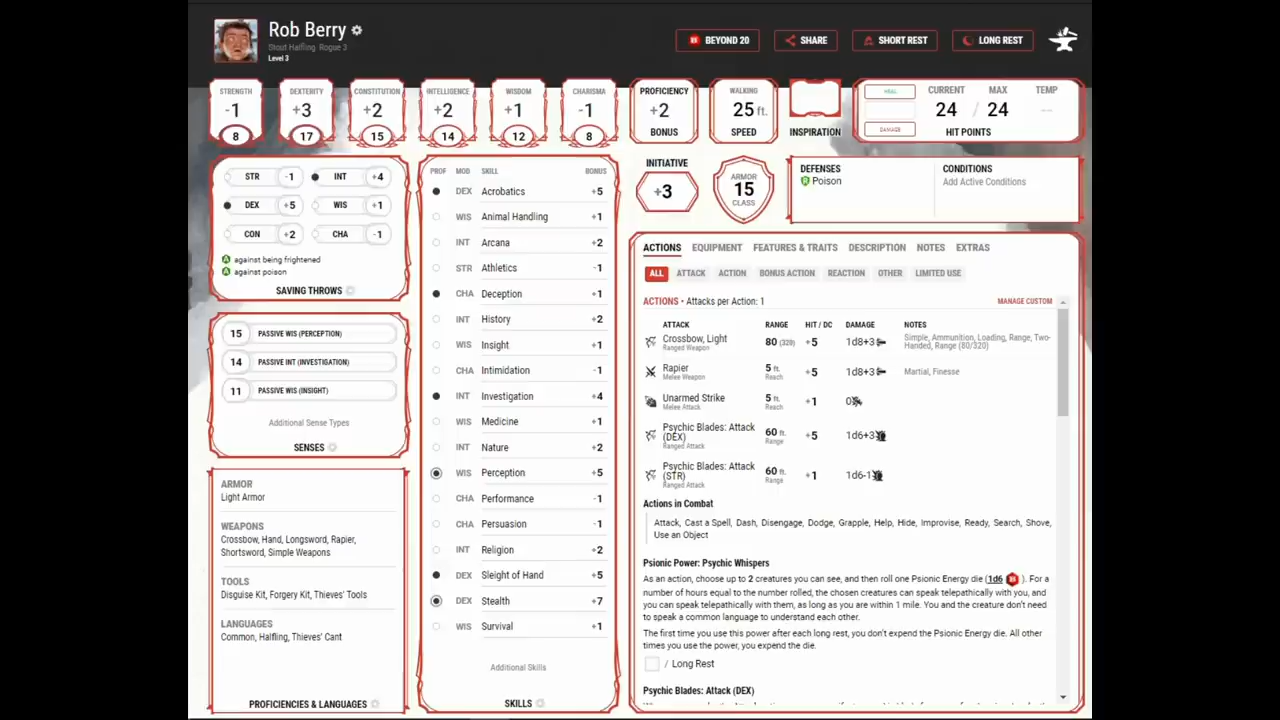 Rob Berry
Stout Halfling Rogue 3
Level 3
BEYOND 20
SHARE
SHORT REST
LONG REST
STRENGTH
-1
8
DEXTERITY
+3
17
CONSTITUTION
+2
15
INTELLIGENCE
+2
14
WISDOM
+1
12
CHARISMA
-1
8
PROFICIENCY
+2
BONUS
WALKING
25 ft.
SPEED
INSPIRATION
HEAL
DAMAGE
CURRENT MAX TEMP
24 / 24 --
HIT POINTS
STR -1
INT +4
DEX +5
WIS +1
CON +2
CHA -1
against being frightened
against poison
SAVING THROWS
15 PASSIVE WIS (PERCEPTION)
14 PASSIVE INT (INVESTIGATION)
11 PASSIVE WIS (INSIGHT)
Additional Sense Types
SENSES
ARMOR
Light Armor
WEAPONS
Crossbow, Hand, Longsword, Rapier,
Shortsword, Simple Weapons
TOOLS
Disguise Kit, Forgery Kit, Thieves' Tools
LANGUAGES
Common, Halfling, Thieves' Cant
PROFICIENCIES & LANGUAGES
PROF MOD SKILL BONUS
DEX Acrobatics +5
WIS Animal Handling +1
INT Arcana +2
STR Athletics -1
CHA Deception +1
INT History +2
WIS Insight +1
CHA Intimidation -1
INT Investigation +4
WIS Medicine +1
INT Nature +2
WIS Perception +5
CHA Performance -1
CHA Persuasion -1
INT Religion +2
DEX Sleight of Hand +5
DEX Stealth +7
WIS Survival +1
Additional Skills
SKILLS
INITIATIVE
+3
ARMOR
15
CLASS
DEFENSES
Poison
CONDITIONS
Add Active Conditions
ACTIONS EQUIPMENT FEATURES & TRAITS DESCRIPTION NOTES EXTRAS
ALL ATTACK ACTION BONUS ACTION REACTION OTHER LIMITED USE
ACTIONS • Attacks per Action: 1
MANAGE CUSTOM
ATTACK RANGE HIT / DC DAMAGE NOTES
Crossbow, Light 80 (320) +5 1d8+3 Simple, Ammunition, Loading, Range, Two-
Ranged Weapon Handed, Range (80/320)
Rapier 5 ft. +5 1d8+3 Martial, Finesse
Melee Weapon Reach
Unarmed Strike 5 ft. +1 0
Melee Attack Reach
Psychic Blades: Attack 60 ft. +5 1d6+3
(DEX) Range
Ranged Attack
Psychic Blades: Attack 60 ft. +1 1d6-1
(STR) Range
Ranged Attack
Actions in Combat
Attack, Cast a Spell, Dash, Disengage, Dodge, Grapple, Help, Hide, Improvise, Ready, Search, Shove,
Use an Object
Psionic Power: Psychic Whispers
As an action, choose up to 2 creatures you can see, and then roll one Psionic Energy die (1d6 ). For a
number of hours equal to the number rolled, the chosen creatures can speak telepathically with you, and
you can speak telepathically with them, as long as you are within 1 mile. You and the creature don't need
to speak a common language to understand each other.
The first time you use this power after each long rest, you don't expend the Psionic Energy die. All other
times you use the power, you expend the die.
/ Long Rest
Psychic Blades: Attack (DEX)